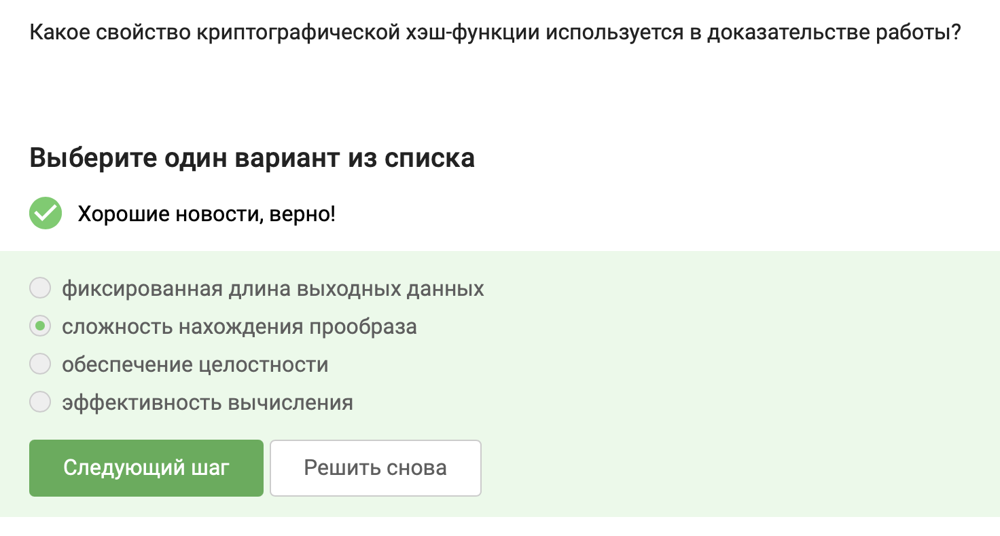 Какое свойство криптографической хэш-функции используется в доказательстве работы?
Выберите один вариант из списка
Хорошие новости, верно!
фиксированная длина выходных данных
сложность нахождения прообраза
обеспечение целостности
эффективность вычисления
Следующий шаг
Решить снова